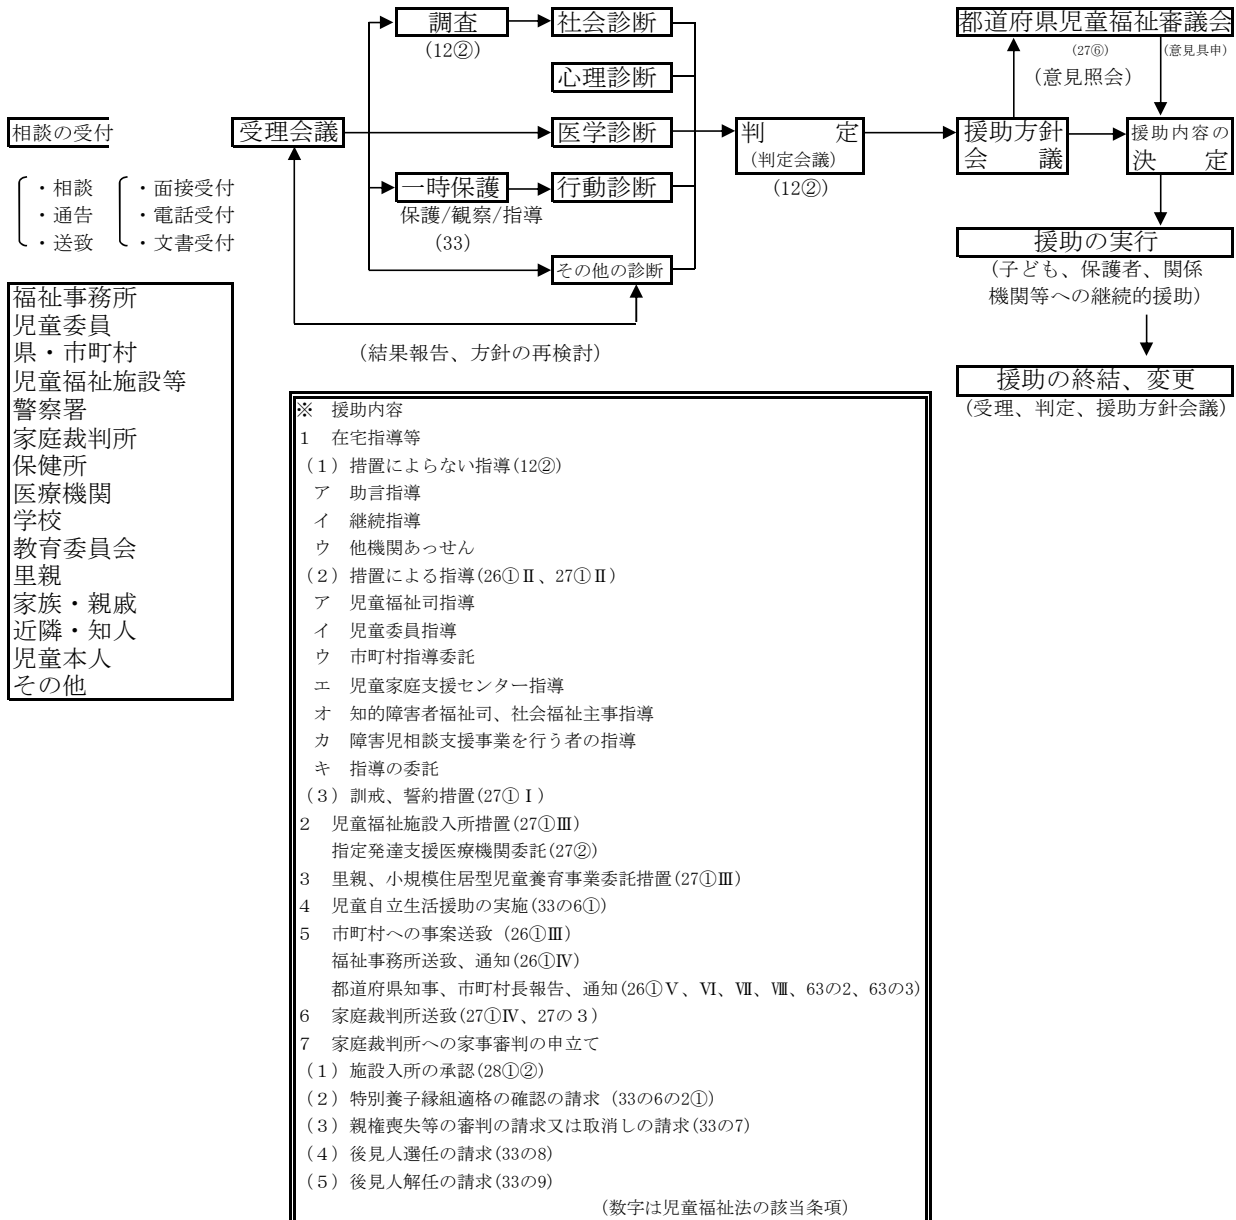 調査
(12②)
社会診断
心理診断
医学診断
都道府県児童福祉審議会
(27⑥)
(意見具申)
(意見照会)
相談の受付
受理会議
判　　定
(判定会議)
(12②)
援助方針
会　　議
援助内容の
決　　定
・相談
・通告
・送致
・面接受付
・電話受付
・文書受付
一時保護
保護/観察/指導
(33)
行動診断
その他の診断
(結果報告、方針の再検討)
援助の実行
(子ども、保護者、関係
機関等への継続的援助)
援助の終結、変更
(受理、判定、援助方針会議)
福祉事務所
児童委員
県・市町村
児童福祉施設等
警察署
家庭裁判所
保健所
医療機関
学校
教育委員会
里親
家族・親戚
近隣・知人
児童本人
その他
※　援助内容
1　在宅指導等
（1）措置によらない指導(12②)
ア　助言指導
イ　継続指導
ウ　他機関あっせん
（2）措置による指導(26①Ⅱ、27①Ⅱ)
ア　児童福祉司指導
イ　児童委員指導
ウ　市町村指導委託
エ　児童家庭支援センター指導
オ　知的障害者福祉司、社会福祉主事指導
カ　障害児相談支援事業を行う者の指導
キ　指導の委託
（3）訓戒、誓約措置(27①Ⅰ)
2　児童福祉施設入所措置(27①Ⅲ)
指定発達支援医療機関委託(27②)
3　里親、小規模住居型児童養育事業委託措置(27①Ⅲ)
4　児童自立生活援助の実施(33の6①)
5　市町村への事案送致 (26①Ⅲ)
福祉事務所送致、通知(26①Ⅳ)
都道府県知事、市町村長報告、通知(26①Ⅴ、Ⅵ、Ⅶ、Ⅷ、63の2、63の3)
6　家庭裁判所送致(27①Ⅳ、27の３)
7　家庭裁判所への家事審判の申立て
（1）施設入所の承認(28①②)
（2）特別養子縁組適格の確認の請求 (33の6の2①)
（3）親権喪失等の審判の請求又は取消しの請求(33の7)
（4）後見人選任の請求(33の8)
（5）後見人解任の請求(33の9)
(数字は児童福祉法の該当条項)